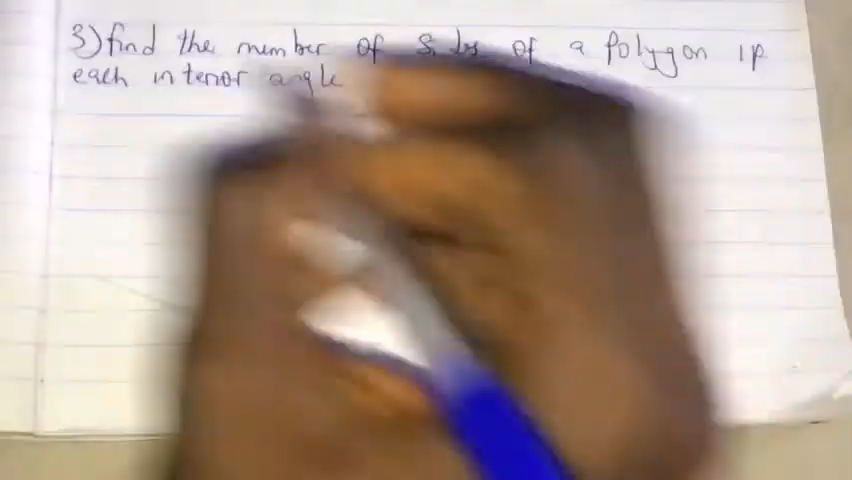 3) find the number of sides of a polygon if
each interior angle